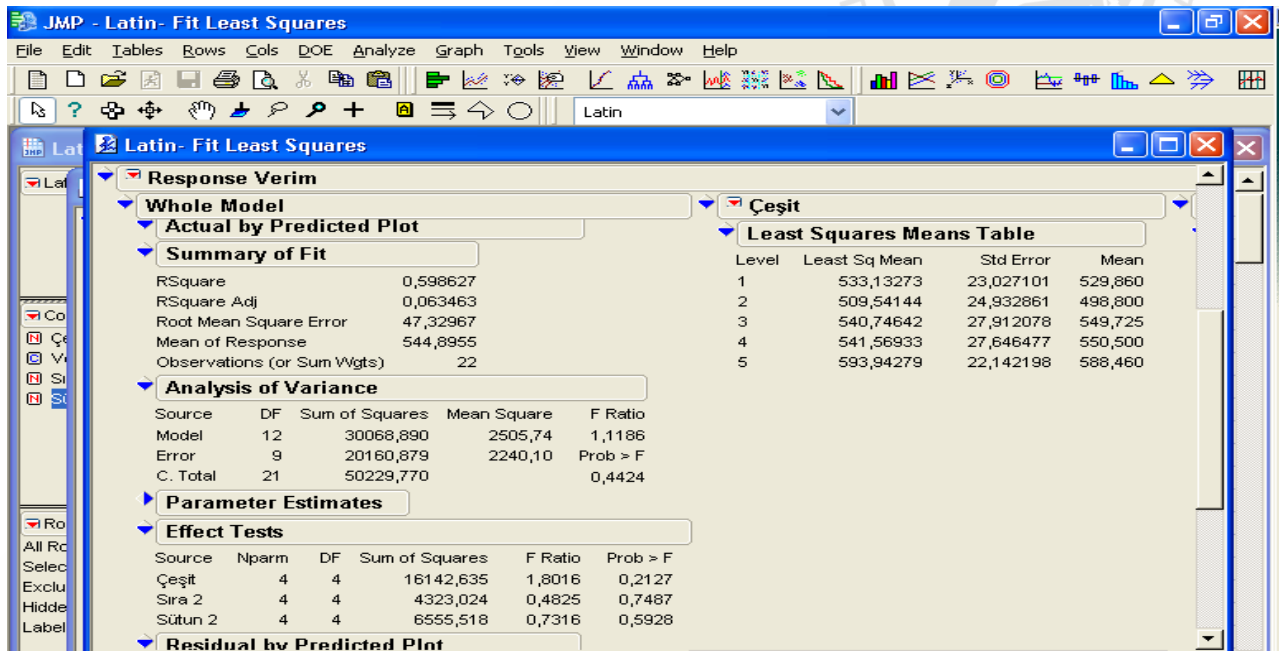 JMP - Latin- Fit Least Squares
File Edit Tables Rows Cols DOE Analyze Graph Tools View Window Help
Latin
Latin- Fit Least Squares
Response Verim
Whole Model
Çeşit
Actual by Predicted Plot
Least Squares Means Table
Summary of Fit
Level Least Sq Mean Std Error Mean
RSquare 0,598627
1 533,13273 23,027101 529,860
RSquare Adj 0,063463
2 509,54144 24,932861 498,800
Root Mean Square Error 47,32967
3 540,74642 27,912078 549,725
Mean of Response 544,8955
4 541,56933 27,646477 550,500
Observations (or Sum Wgts) 22
5 593,94279 22,142198 588,460
Analysis of Variance
Source DF Sum of Squares Mean Square F Ratio
Model 12 30068,890 2505,74 1,1186
Error 9 20160,879 2240,10 Prob > F
C. Total 21 50229,770 0,4424
Parameter Estimates
Effect Tests
Source Nparm DF Sum of Squares F Ratio Prob > F
Çeşit 4 4 16142,635 1,8016 0,2127
Sıra 2 4 4 4323,024 0,4825 0,7487
Sütun 2 4 4 6555,518 0,7316 0,5928
Residual by Predicted Plot
Lat
Co
Ro
All Ro
Selec
Exclu
Hidde
Label